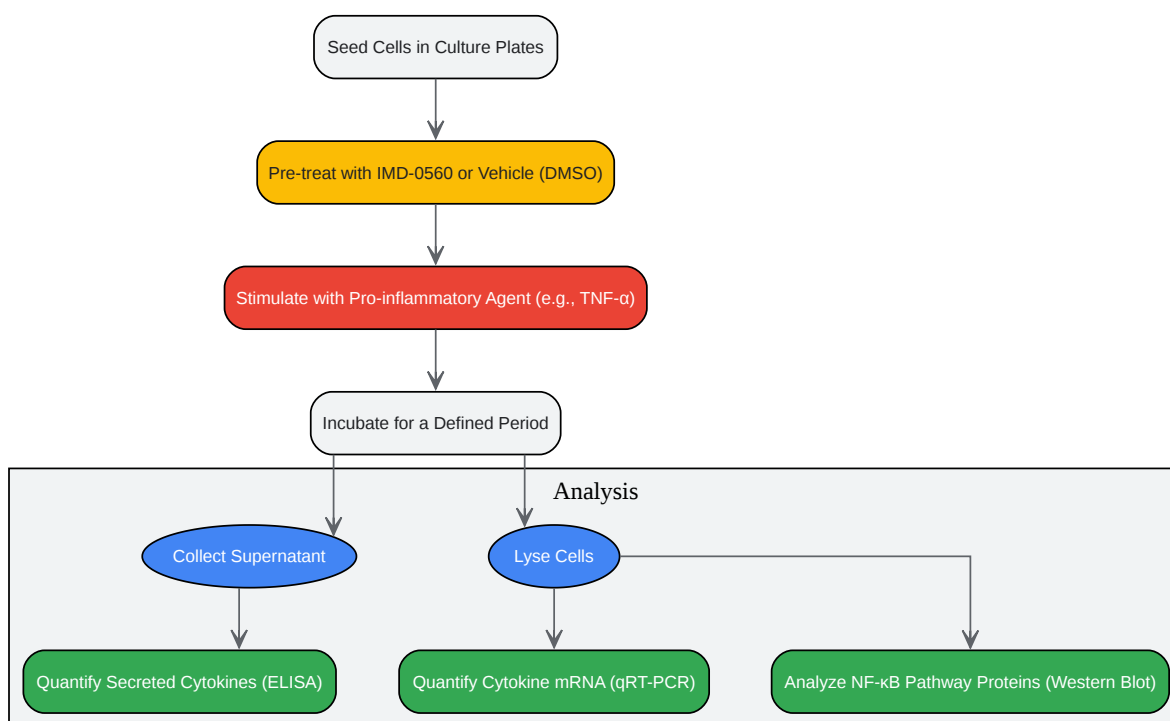 Seed Cells in Culture Plates
Pre-treat with IMD-0560 or Vehicle (DMSO)
Stimulate with Pro-inflammatory Agent (e.g., TNF-α)
Incubate for a Defined Period
Analysis
Collect Supernatant
Lyse Cells
Quantify Secreted Cytokines (ELISA)
Quantify Cytokine mRNA (qRT-PCR)
Analyze NF-κB Pathway Proteins (Western Blot)